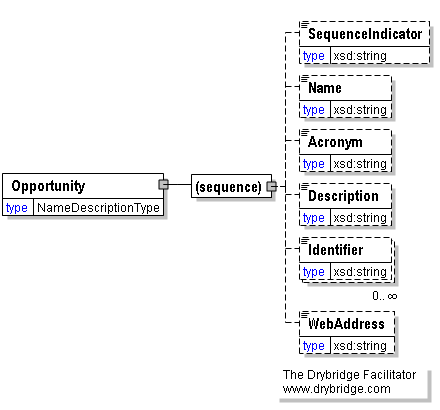 SequenceIndicator
type xsd:string
Name
type xsd:string
Acronym
type xsd:string
Opportunity
type NameDescriptionType
(sequence)
Description
type xsd:string
Identifier
type xsd:string
0..∞
WebAddress
type xsd:string
The Drybridge Facilitator
www.drybridge.com